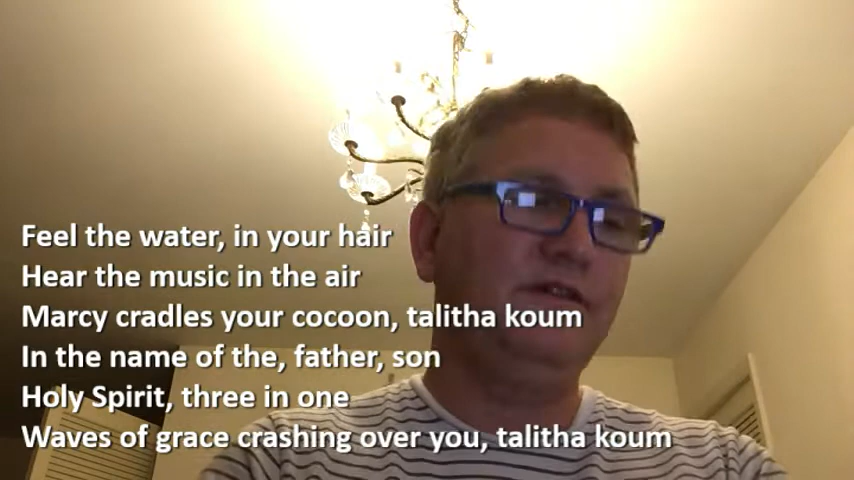 Feel the water, in your hair
Hear the music in the air
Marcy cradles your cocoon, talitha koum
In the name of the, father, son
Holy Spirit, three in one
Waves of grace crashing over you, talitha koum